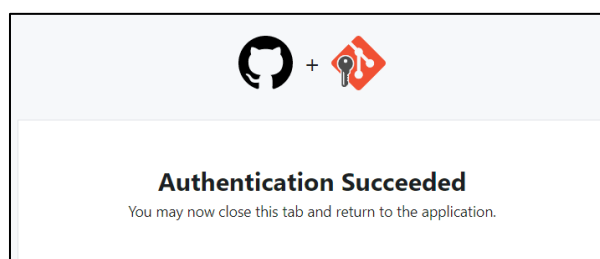 +
Authentication Succeeded
You may now close this tab and return to the application.